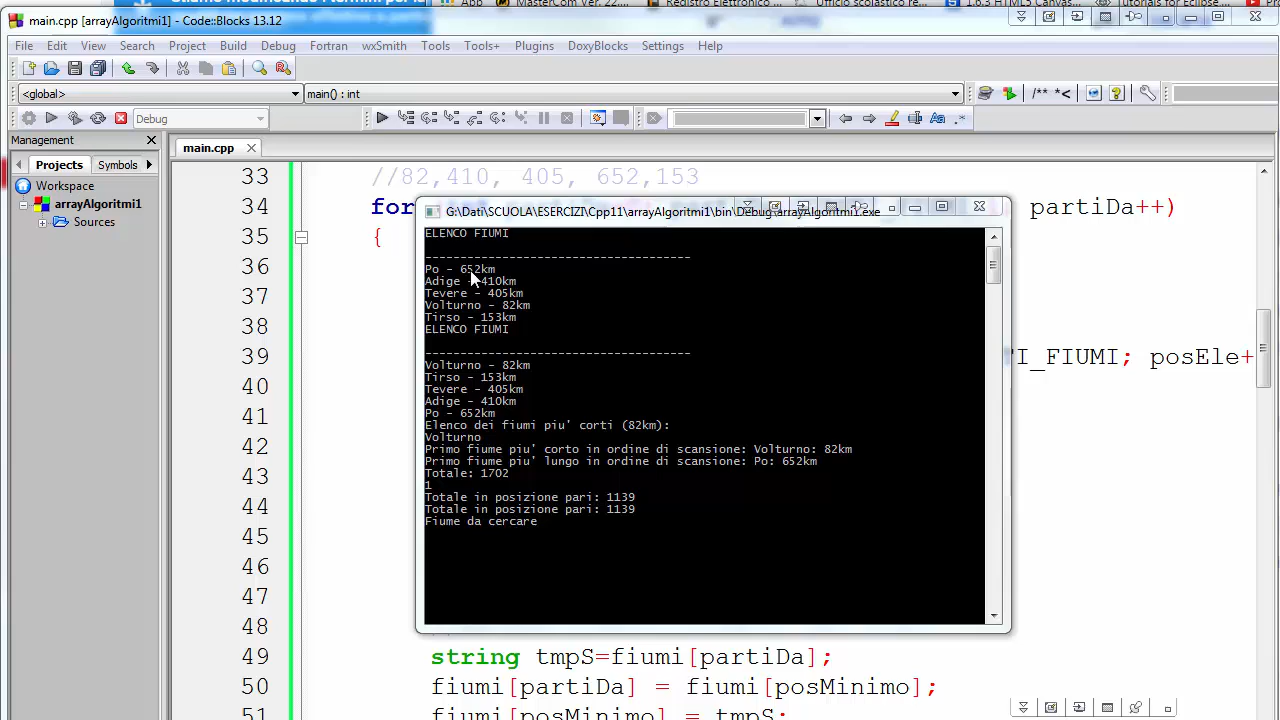 main.cpp [arrayAlgoritmi1] - Code::Blocks 13.12
File Edit View Search Project Build Debug Fortran wxSmith Tools Tools+ Plugins DoxyBlocks Settings Help
<global> main() : int /** *<
Debug
Management
main.cpp
Projects Symbols
Workspace
arrayAlgoritmi1
Sources
33 //82,410, 405, 652,153
34 for partiDa++)
35 {
36
37
38
39 TI_FIUMI; posEle+
40
41
42
43
44
45
46
47
48
49 string tmpS=fiumi[partiDa];
50 fiumi[partiDa] = fiumi[posMinimo];
51 fiumi[posMinimo] = tmpS;
G:\Dati\SCUOLA\ESERCIZI\Cpp11\arrayAlgoritmi1\bin\Debug\arrayAlgoritmi1.exe
ELENCO FIUMI
--------------------------------------
Po - 652km
Adige - 410km
Tevere - 405km
Volturno - 82km
Tirso - 153km
ELENCO FIUMI
--------------------------------------
Volturno - 82km
Tirso - 153km
Tevere - 405km
Adige - 410km
Po - 652km
Elenco dei fiumi piu' corti (82km):
Volturno
Primo fiume piu' corto in ordine di scansione: Volturno: 82km
Primo fiume piu' lungo in ordine di scansione: Po: 652km
Totale: 1702
1
Totale in posizione pari: 1139
Totale in posizione pari: 1139
Fiume da cercare